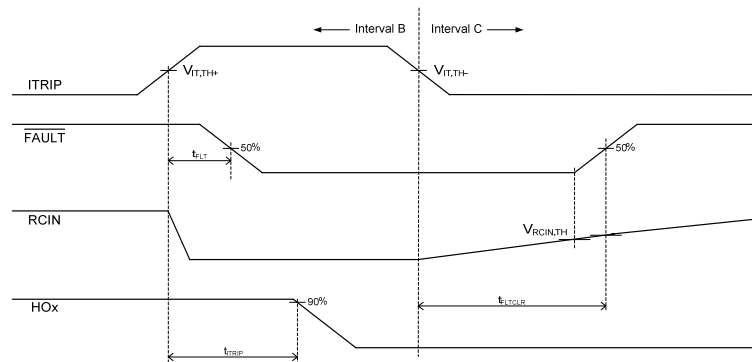 Interval B
Interval C
V_IT,TH+
V_IT,TH-
ITRIP
FAULT
50%
50%
t_FLT
RCIN
V_RCIN,TH
HOx
90%
t_FLTCLR
t_ITRIP